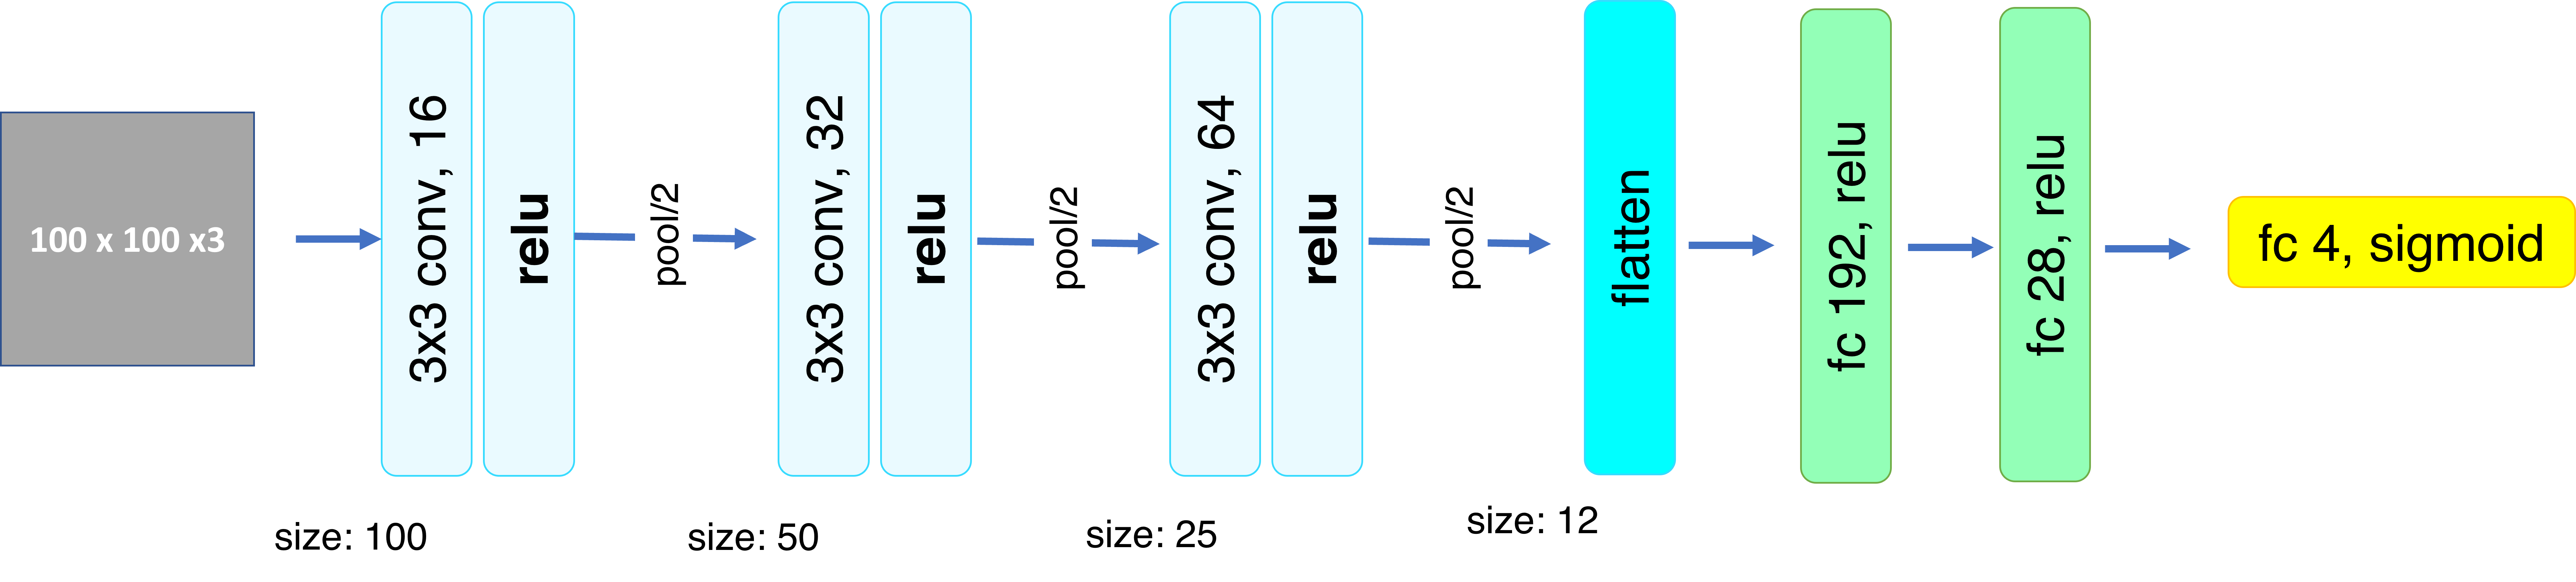 100 x 100 x3
3x3 conv, 16
relu
pool/2
3x3 conv, 32
relu
pool/2
3x3 conv, 64
relu
pool/2
flatten
fc 192, relu
fc 28, relu
fc 4, sigmoid
size: 100
size: 50
size: 25
size: 12